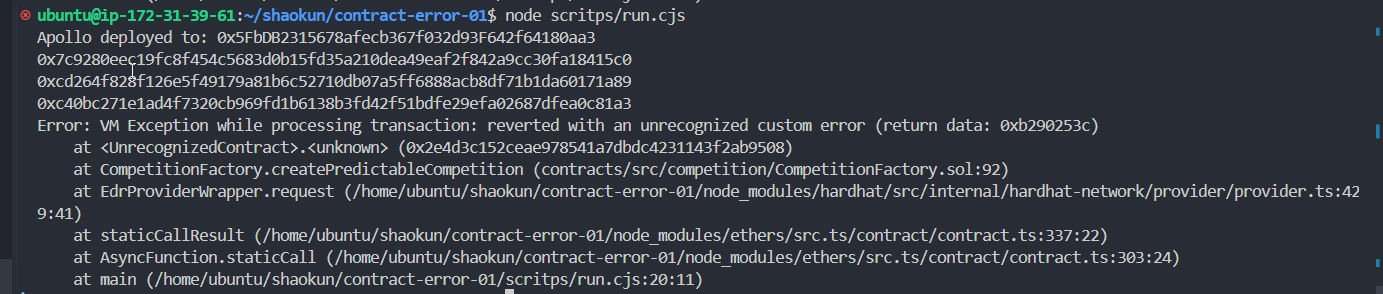 ubuntu@ip-172-31-39-61:~/shaokun/contract-error-01$ node scritps/run.cjs
Apollo deployed to: 0x5FbDB2315678afecb367f032d93F642f64180aa3
0x7c9280eec19fc8f454c5683d0b15fd35a210dea49eaf2f842a9cc30fa18415c0
0xcd264f828f126e5f49179a81b6c52710db07a5ff6888acb8df71b1da60171a89
0xc40bc271e1ad4f7320cb969fd1b6138b3fd42f51bdfe29efa02687dfea0c81a3
Error: VM Exception while processing transaction: reverted with an unrecognized custom error (return data: 0xb290253c)
    at <UnrecognizedContract>.<unknown> (0x2e4d3c152ceae978541a7dbdc4231143f2ab9508)
    at CompetitionFactory.createPredictableCompetition (contracts/src/competition/CompetitionFactory.sol:92)
    at EdrProviderWrapper.request (/home/ubuntu/shaokun/contract-error-01/node_modules/hardhat/src/internal/hardhat-network/provider/provider.ts:42
9:41)
    at staticCallResult (/home/ubuntu/shaokun/contract-error-01/node_modules/ethers/src.ts/contract/contract.ts:337:22)
    at AsyncFunction.staticCall (/home/ubuntu/shaokun/contract-error-01/node_modules/ethers/src.ts/contract/contract.ts:303:24)
    at main (/home/ubuntu/shaokun/contract-error-01/scritps/run.cjs:20:11)